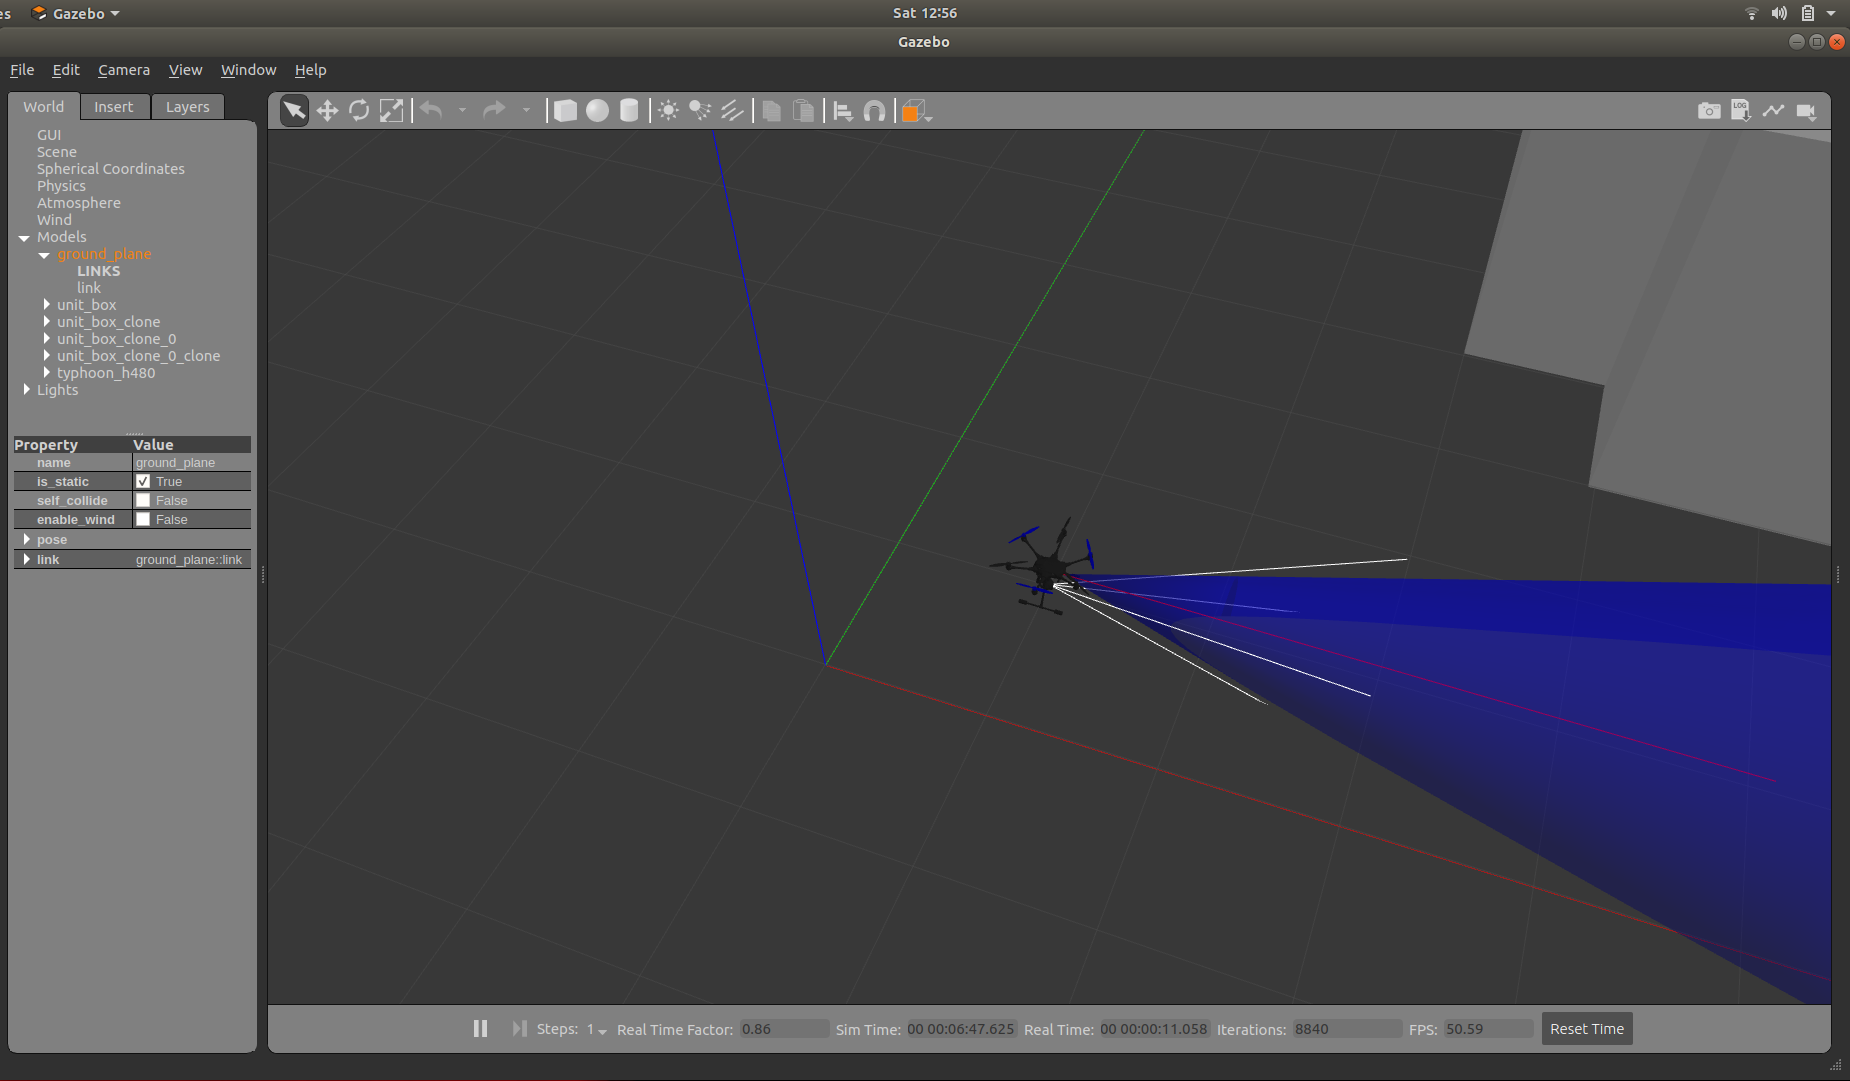 es Gazebo Sat 12:56
Gazebo
File Edit Camera View Window Help
World Insert Layers
LOG
GUI
Scene
Spherical Coordinates
Physics
Atmosphere
Wind
Models
ground_plane
LINKS
link
unit_box
unit_box_clone
unit_box_clone_0
unit_box_clone_0_clone
typhoon_h480
Lights
Property Value
name ground_plane
is_static True
self_collide False
enable_wind False
pose
link ground_plane::link
Steps: 1 Real Time Factor: 0.86 Sim Time: 00 00:06:47.625 Real Time: 00 00:00:11.058 Iterations: 8840 FPS: 50.59 Reset Time